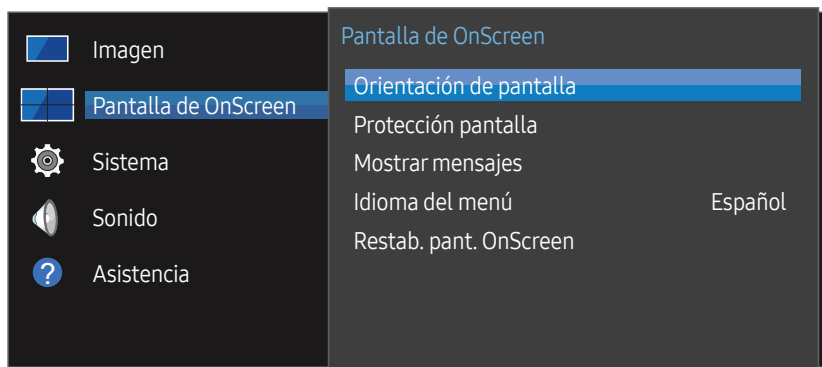 Imagen
Pantalla de OnScreen
Sistema
Sonido
Asistencia
Pantalla de OnScreen
Orientación de pantalla
Protección pantalla
Mostrar mensajes
Idioma del menú Español
Restab. pant. OnScreen